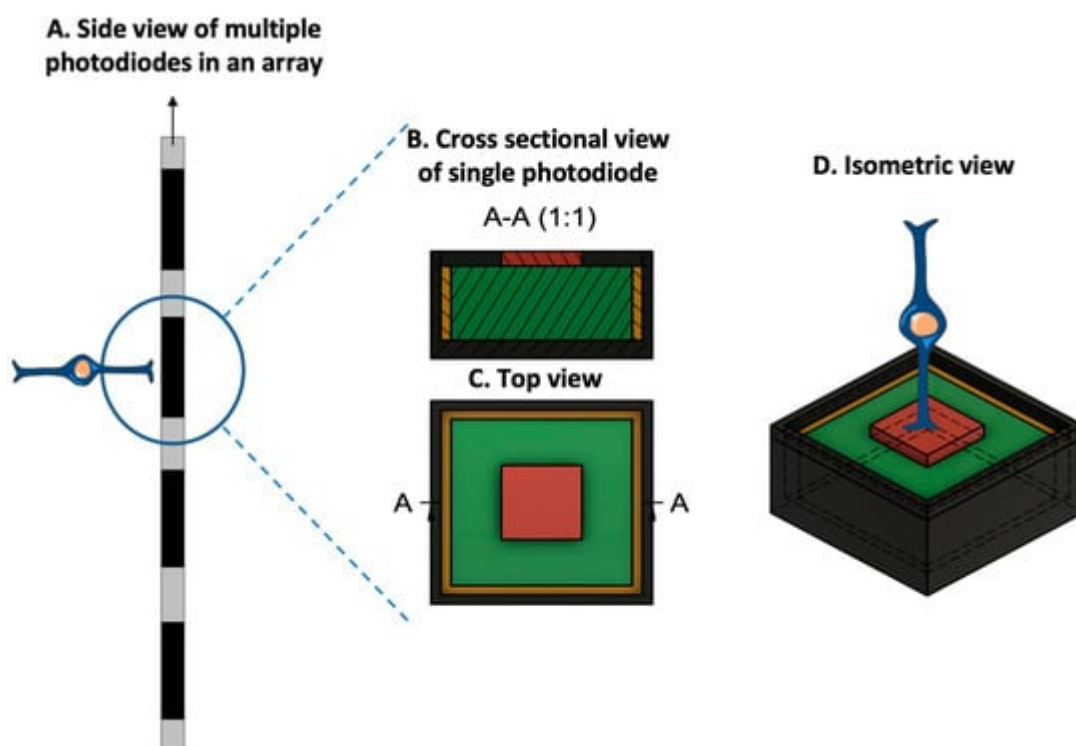 A. Side view of multiple
photodiodes in an array
B. Cross sectional view
of single photodiode
A-A (1:1)
C. Top view
A
A
D. Isometric view